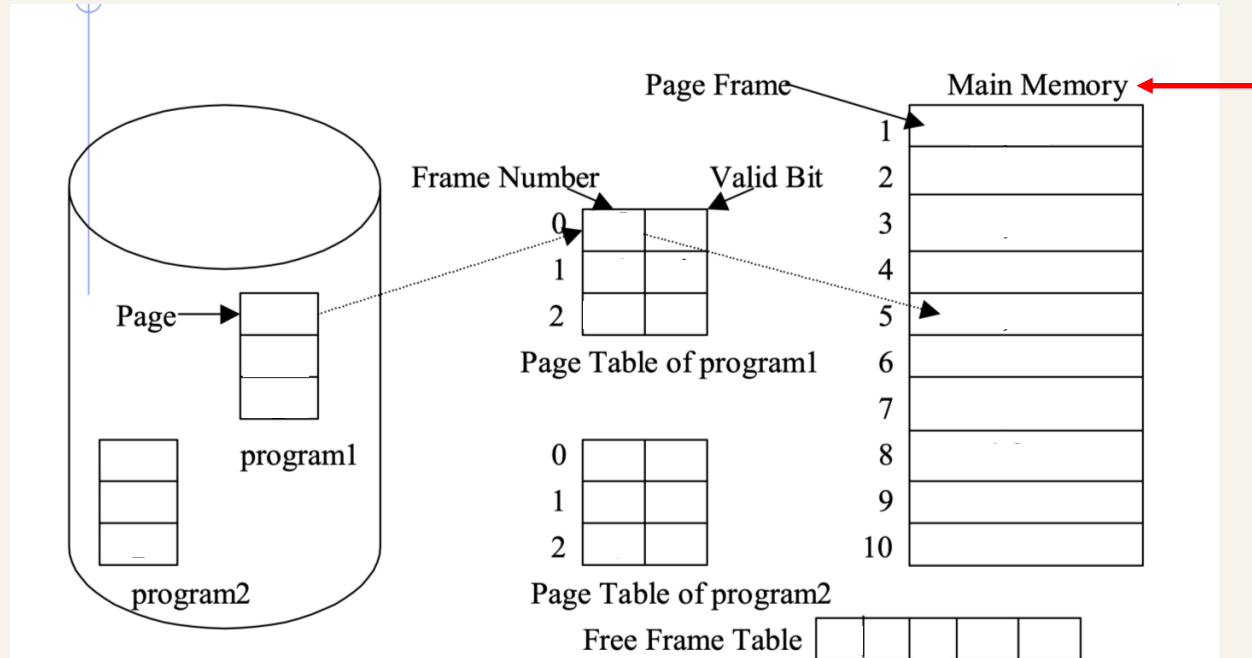 Page Frame Main Memory
1
Frame Number Valid Bit 2
0 3
1 4
Page 2 5
Page Table of program1 6
7
program1 0 8
1 9
2 10
program2 Page Table of program2
Free Frame Table